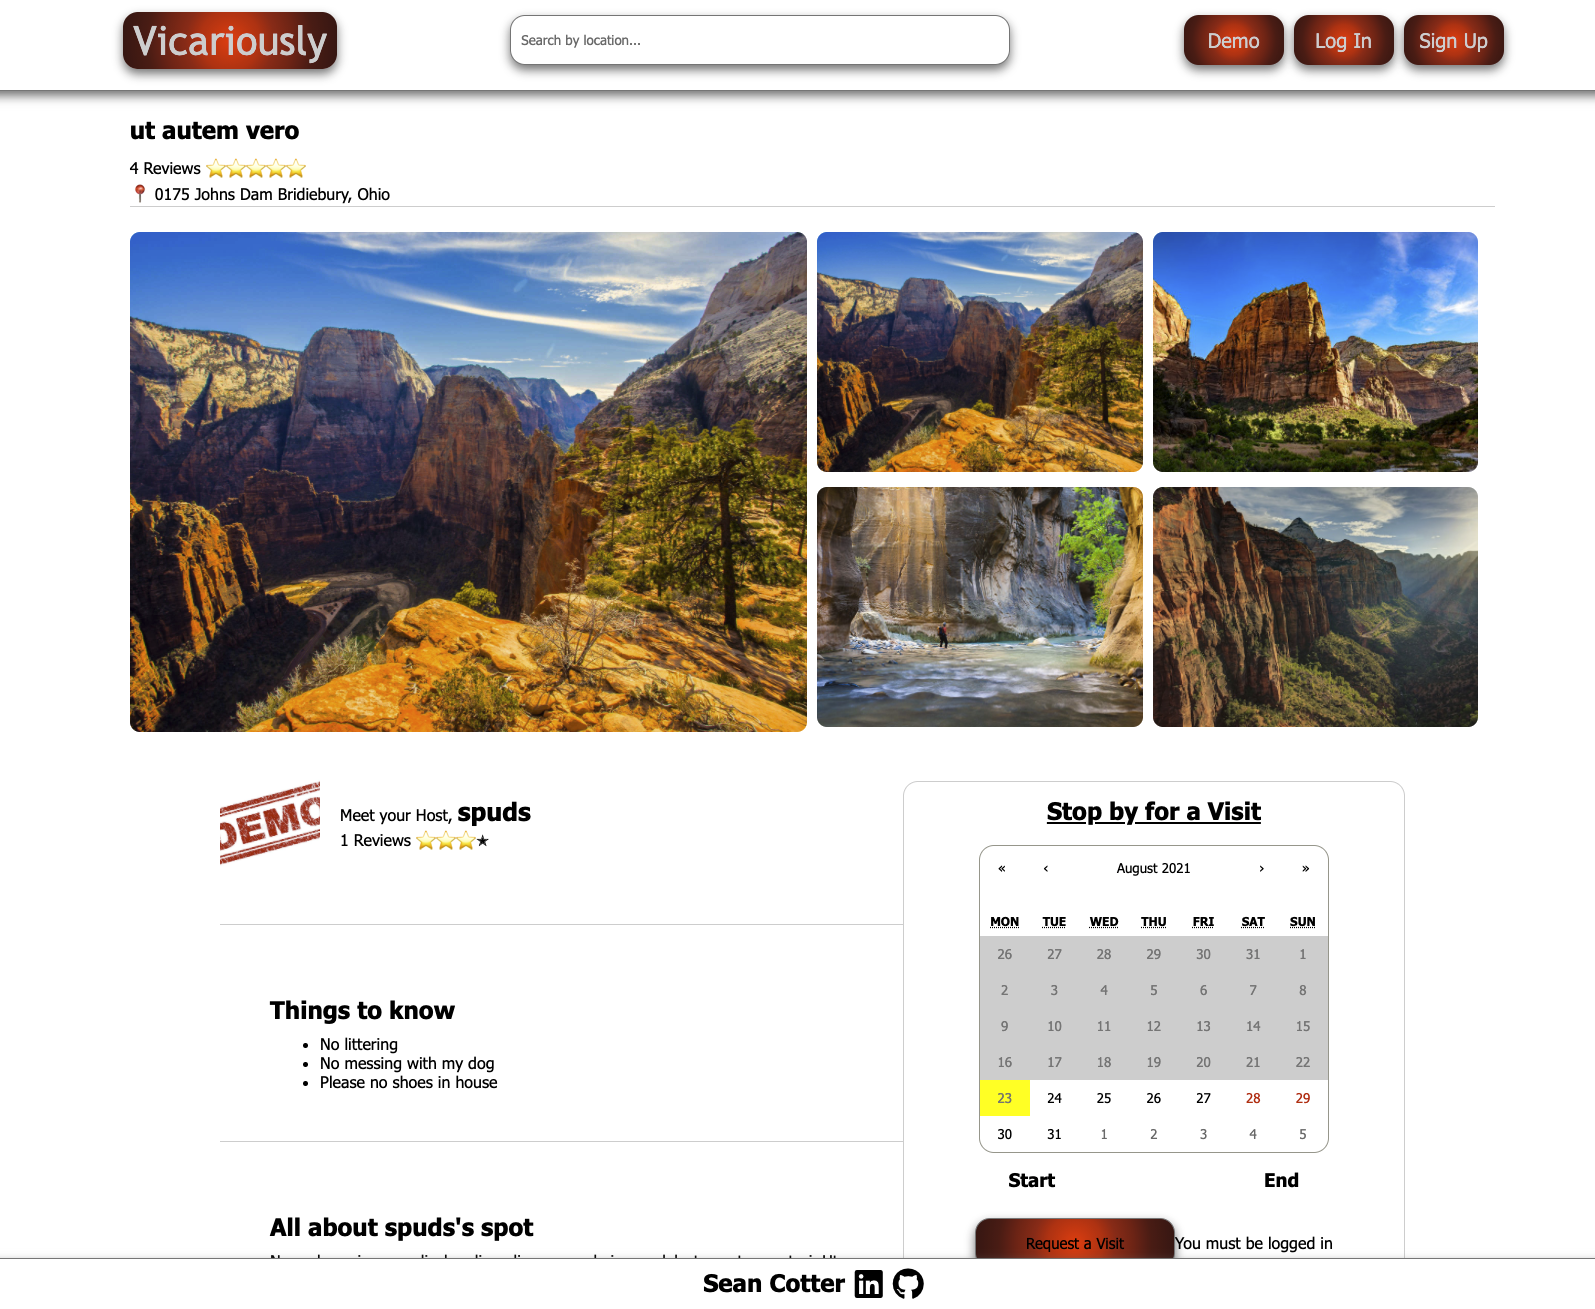 Vicariously
Search by location...
Demo
Log In
Sign Up
ut autem vero
4 Reviews ⭐⭐⭐⭐⭐
📍 0175 Johns Dam Bridiebury, Ohio
DEMO
Meet your Host, spuds
1 Reviews ⭐⭐⭐★
Things to know
• No littering
• No messing with my dog
• Please no shoes in house
All about spuds's spot
Stop by for a Visit
« ‹ August 2021 › »
MON TUE WED THU FRI SAT SUN
26 27 28 29 30 31 1
2 3 4 5 6 7 8
9 10 11 12 13 14 15
16 17 18 19 20 21 22
23 24 25 26 27 28 29
30 31 1 2 3 4 5
Start End
Request a Visit You must be logged in
Sean Cotter in